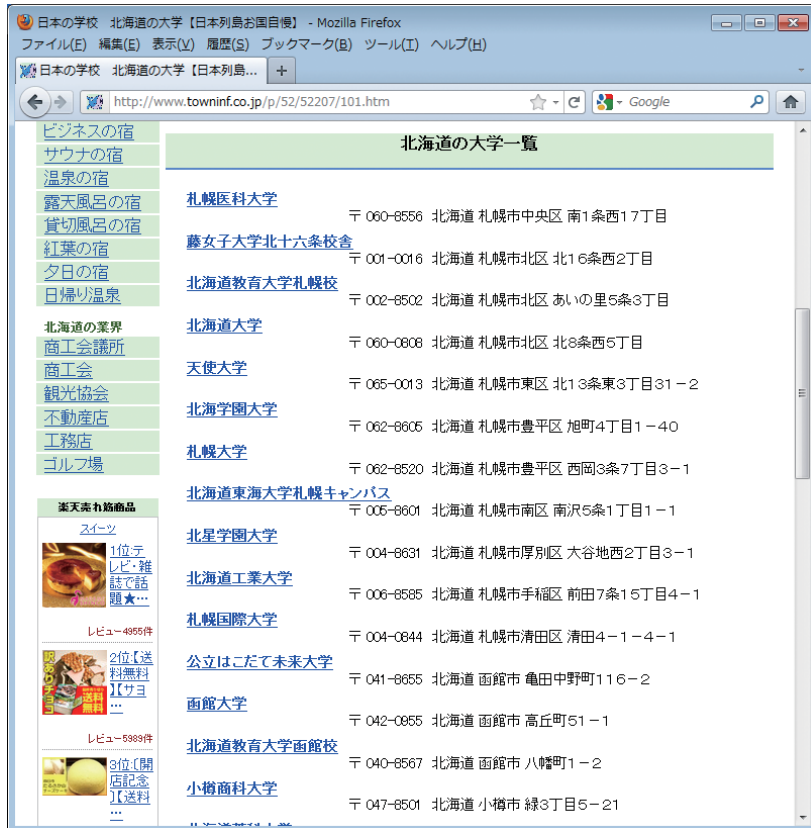 日本の学校 北海道の大学【日本列島お国自慢】 - Mozilla Firefox
ファイル(F) 編集(E) 表示(V) 履歴(S) ブックマーク(B) ツール(T) ヘルプ(H)
日本の学校 北海道の大学【日本列島... +
http://www.towninf.co.jp/p/52/52207/101.htm
Google
ビジネスの宿
サウナの宿
温泉の宿
露天風呂の宿
貸切風呂の宿
紅葉の宿
夕日の宿
日帰り温泉
北海道の業界
商工会議所
商工会
観光協会
不動産店
工務店
ゴルフ場
楽天売れ筋商品
スイーツ
1位:テ
レビ・雑
誌で話
題★…
レビュー4955件
2位:【送
料無料
】【サヨ
…
訳あり
チョコ
送料
無料
レビュー5989件
3位:〔開
店記念
〕【送料
…
北海道の大学一覧
札幌医科大学
〒060-8556 北海道 札幌市中央区 南1条西17丁目
藤女子大学北十六条校舎
〒001-0016 北海道 札幌市北区 北16条西2丁目
北海道教育大学札幌校
〒002-8502 北海道 札幌市北区 あいの里5条3丁目
北海道大学
〒060-0808 北海道 札幌市北区 北8条西5丁目
天使大学
〒065-0013 北海道 札幌市東区 北13条東3丁目31-2
北海学園大学
〒062-8605 北海道 札幌市豊平区 旭町4丁目1-40
札幌大学
〒062-8520 北海道 札幌市豊平区 西岡3条7丁目3-1
北海道東海大学札幌キャンパス
〒005-8601 北海道 札幌市南区 南沢5条1丁目1-1
北星学園大学
〒004-8631 北海道 札幌市厚別区 大谷地西2丁目3-1
北海道工業大学
〒006-8585 北海道 札幌市手稲区 前田7条15丁目4-1
札幌国際大学
〒004-0844 北海道 札幌市清田区 清田4-1-4-1
公立はこだて未来大学
〒041-8655 北海道 函館市 亀田中野町116-2
函館大学
〒042-0955 北海道 函館市 高丘町51-1
北海道教育大学函館校
〒040-8567 北海道 函館市 八幡町1-2
小樽商科大学
〒047-8501 北海道 小樽市 緑3丁目5-21